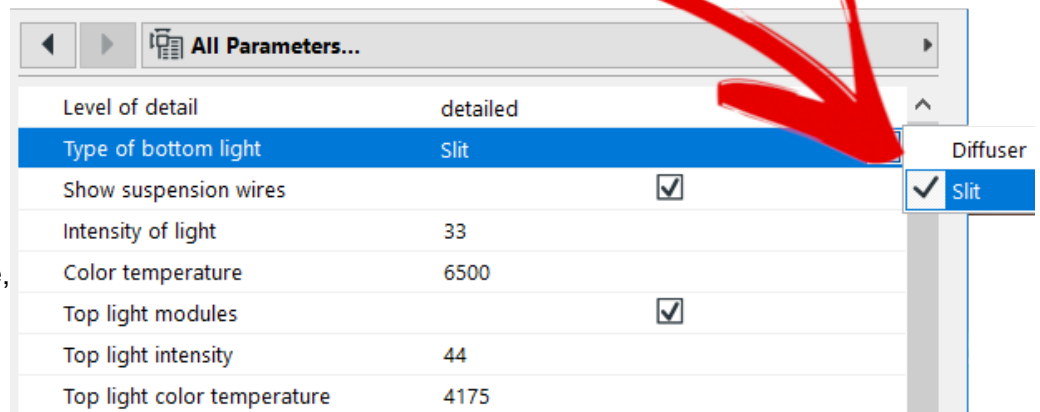 All Parameters...
Level of detail detailed
Type of bottom light Slit
Diffuser
Show suspension wires
Slit
Intensity of light 33
Color temperature 6500
Top light modules
Top light intensity 44
Top light color temperature 4175